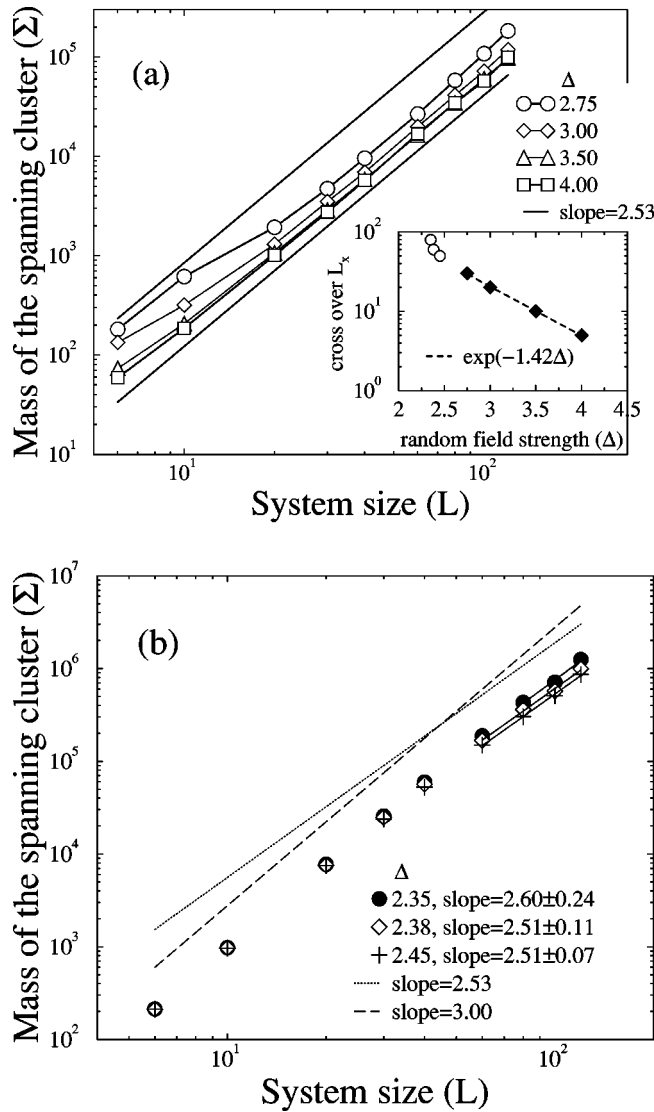 (a)
Mass of the spanning cluster (Σ)
10^5
10^4
10^3
10^2
10^1
Δ
2.75
3.00
3.50
4.00
slope=2.53
cross over L_x
10^2
10^1
10^0
exp(−1.42Δ)
2 2.5 3 3.5 4 4.5
random field strength (Δ)
10^1 10^2
System size (L)
(b)
Mass of the spanning cluster (Σ)
10^7
10^6
10^5
10^4
10^3
10^2
Δ
2.35, slope=2.60±0.24
2.38, slope=2.51±0.11
2.45, slope=2.51±0.07
slope=2.53
slope=3.00
10^1 10^2
System size (L)